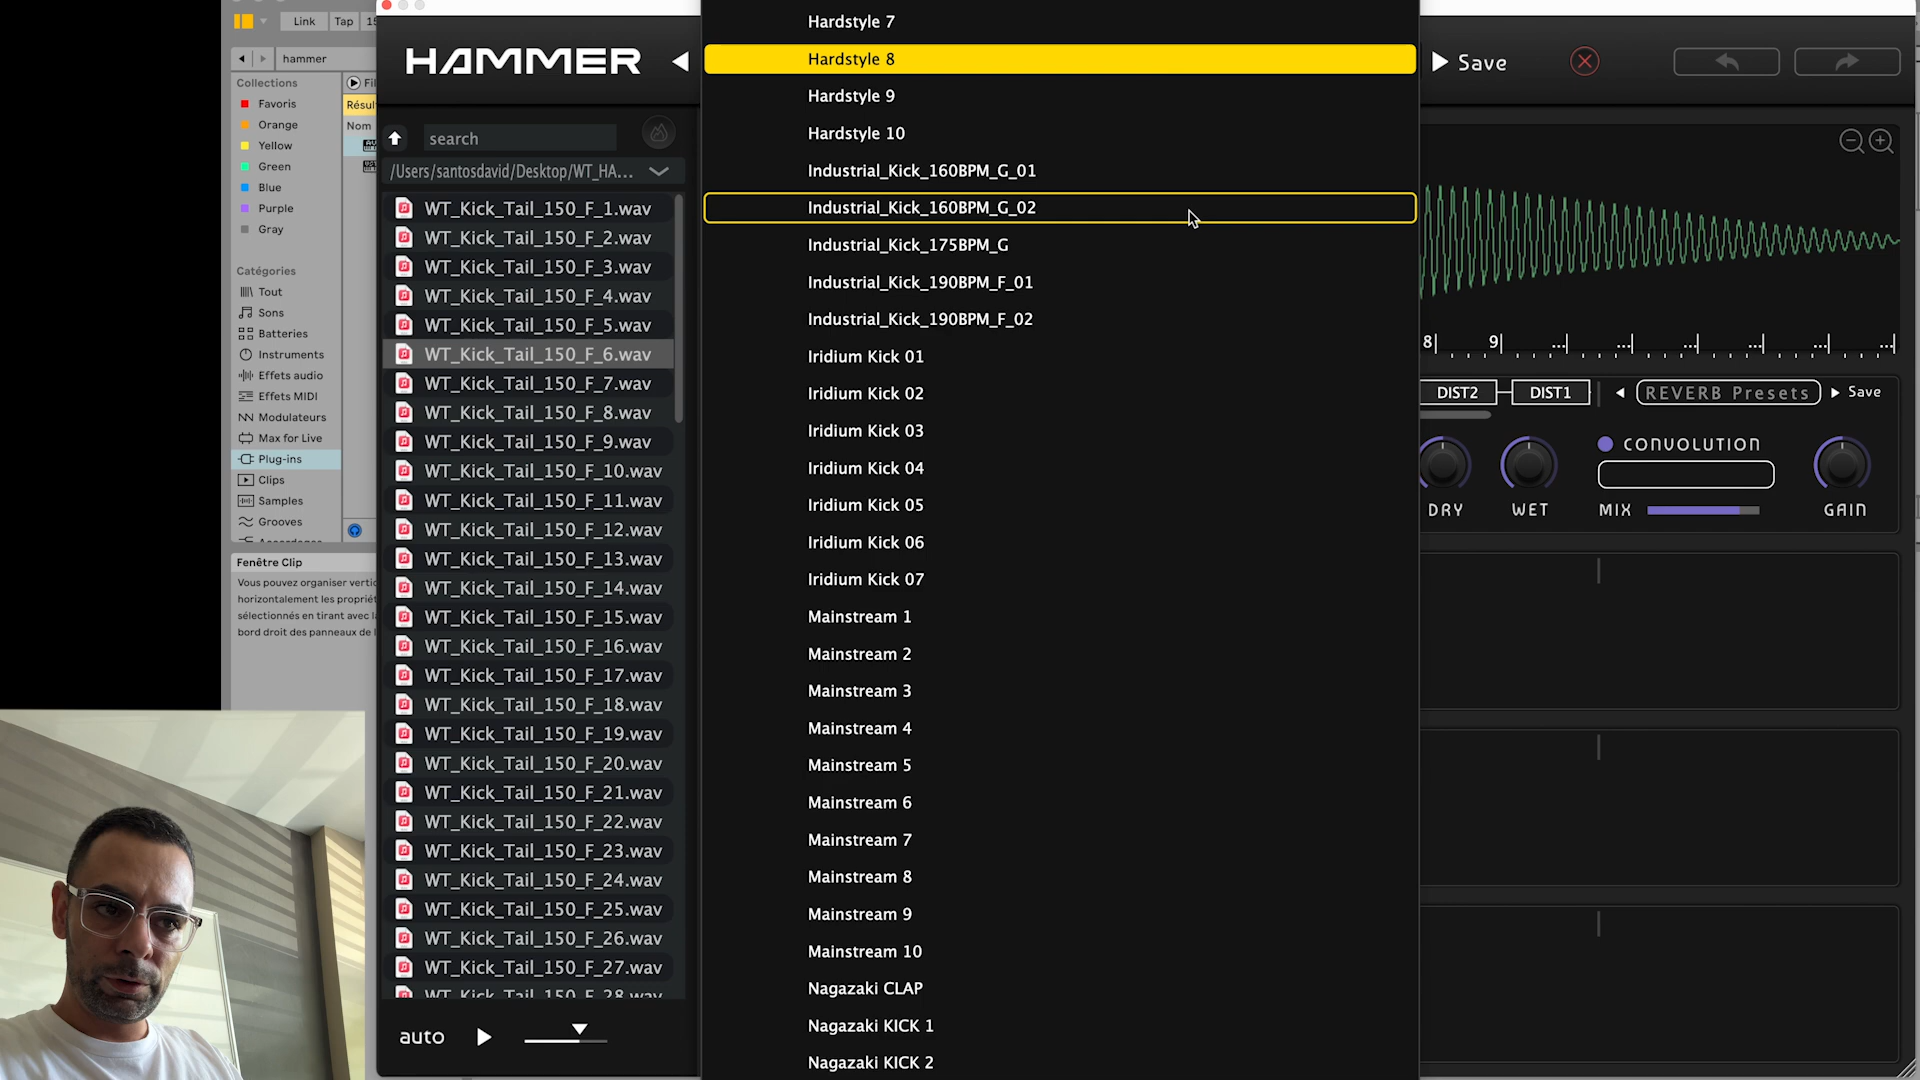 Link
Tap
hammer
Collections
Favoris
Orange
Yellow
Green
Blue
Purple
Gray
Catégories
Tout
Sons
Batteries
Instruments
Effets audio
Effets MIDI
Modulateurs
Max for Live
Plug-ins
Clips
Samples
Grooves
Nom
Fenêtre Clip
Vous pouvez organiser
horizontalement les
sélectionnés en tirant avec
bord droit des panneaux de
HAMMER
search
/Users/santosdavid/Desktop/WT_HA...
WT_Kick_Tail_150_F_1.wav
WT_Kick_Tail_150_F_2.wav
WT_Kick_Tail_150_F_3.wav
WT_Kick_Tail_150_F_4.wav
WT_Kick_Tail_150_F_5.wav
WT_Kick_Tail_150_F_6.wav
WT_Kick_Tail_150_F_7.wav
WT_Kick_Tail_150_F_8.wav
WT_Kick_Tail_150_F_9.wav
WT_Kick_Tail_150_F_10.wav
WT_Kick_Tail_150_F_11.wav
WT_Kick_Tail_150_F_12.wav
WT_Kick_Tail_150_F_13.wav
WT_Kick_Tail_150_F_14.wav
WT_Kick_Tail_150_F_15.wav
WT_Kick_Tail_150_F_16.wav
WT_Kick_Tail_150_F_17.wav
WT_Kick_Tail_150_F_18.wav
WT_Kick_Tail_150_F_19.wav
WT_Kick_Tail_150_F_20.wav
WT_Kick_Tail_150_F_21.wav
WT_Kick_Tail_150_F_22.wav
WT_Kick_Tail_150_F_23.wav
WT_Kick_Tail_150_F_24.wav
WT_Kick_Tail_150_F_25.wav
WT_Kick_Tail_150_F_26.wav
WT_Kick_Tail_150_F_27.wav
WT_Kick_Tail_150_F_28.wav
auto
Hardstyle 7
Hardstyle 8
Hardstyle 9
Hardstyle 10
Industrial_Kick_160BPM_G_01
Industrial_Kick_160BPM_G_02
Industrial_Kick_175BPM_G
Industrial_Kick_190BPM_F_01
Industrial_Kick_190BPM_F_02
Iridium Kick 01
Iridium Kick 02
Iridium Kick 03
Iridium Kick 04
Iridium Kick 05
Iridium Kick 06
Iridium Kick 07
Mainstream 1
Mainstream 2
Mainstream 3
Mainstream 4
Mainstream 5
Mainstream 6
Mainstream 7
Mainstream 8
Mainstream 9
Mainstream 10
Nagazaki CLAP
Nagazaki KICK 1
Nagazaki KICK 2
Save
8 9 ... ... ... ... ... ...
DIST2 DIST1 REVERB Presets Save
CONVOLUTION
DRY WET MIX GAIN